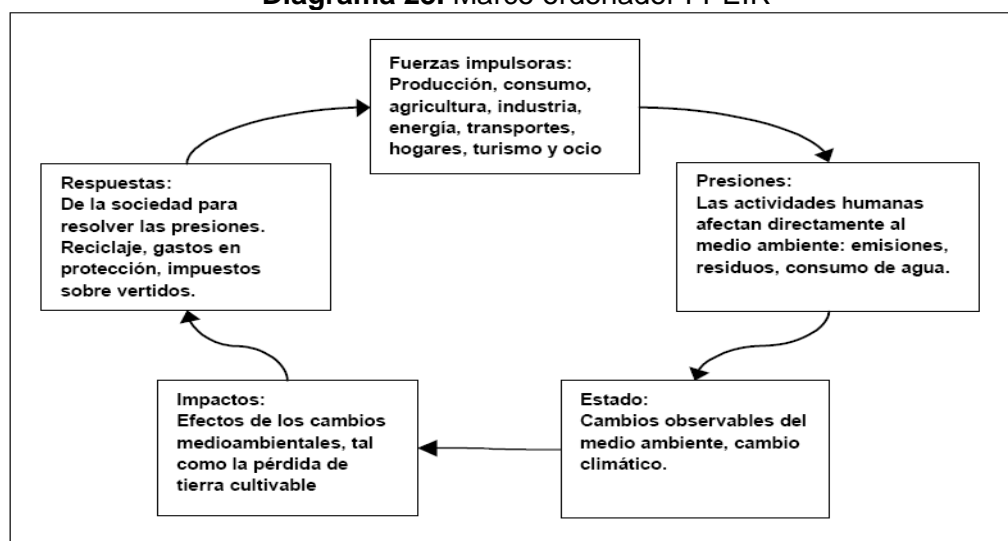 Marco ordenador
Fuerzas impulsoras:
Producción, consumo,
agricultura, industria,
energía, transportes,
hogares, turismo y ocio
Presiones:
Las actividades humanas
afectan directamente al
medio ambiente: emisiones,
residuos, consumo de agua.
Estado:
Cambios observables del
medio ambiente, cambio
climático.
Impactos:
Efectos de los cambios
medioambientales, tal
como la pérdida de
tierra cultivable
Respuestas:
De la sociedad para
resolver las presiones.
Reciclaje, gastos en
protección, impuestos
sobre vertidos.